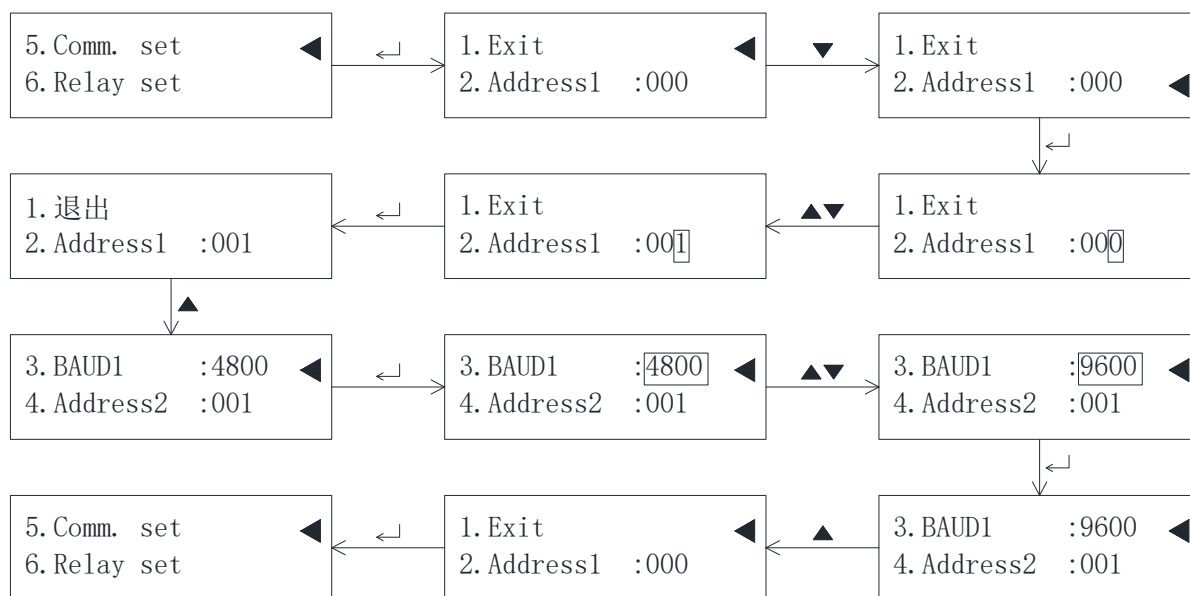 5.Comm. set
6.Relay set
1.Exit
2.Address1 :000
1.Exit
2.Address1 :000
1.退出
2.Address1 :001
1.Exit
2.Address1 :001
1.Exit
2.Address1 :000
3.BAUD1 :4800
4.Address2 :001
3.BAUD1 :4800
4.Address2 :001
3.BAUD1 :9600
4.Address2 :001
5.Comm. set
6.Relay set
1.Exit
2.Address1 :000
3.BAUD1 :9600
4.Address2 :001